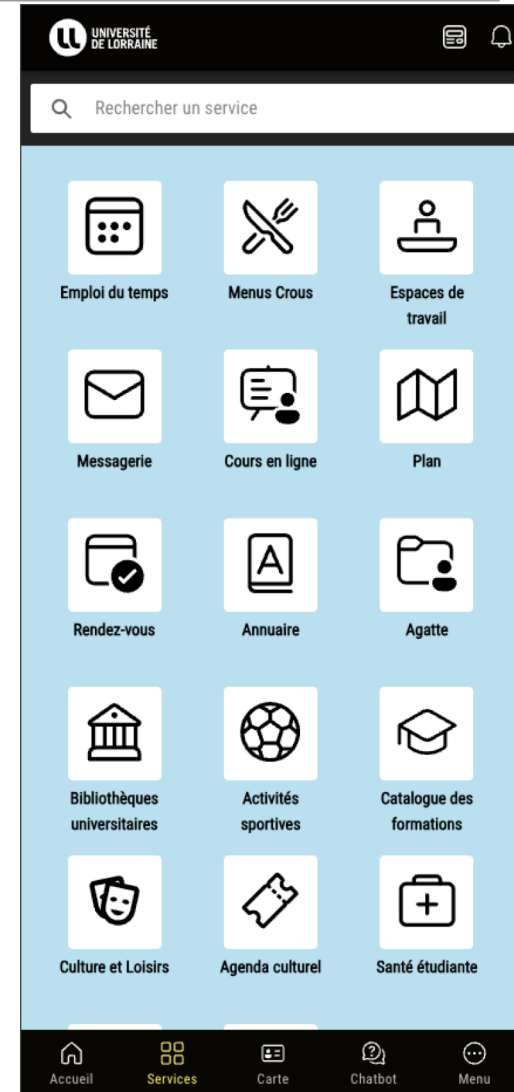 UNIVERSITÉ
DE LORRAINE
Rechercher un service
Emploi du temps
Menus Crous
Espaces de
travail
Messagerie
Cours en ligne
Plan
Rendez-vous
A
Annuaire
Agatte
Bibliothèques
universitaires
Activités
sportives
Catalogue des
formations
Culture et Loisirs
Agenda culturel
Santé étudiante
Accueil
Services
Carte
Chatbot
Menu